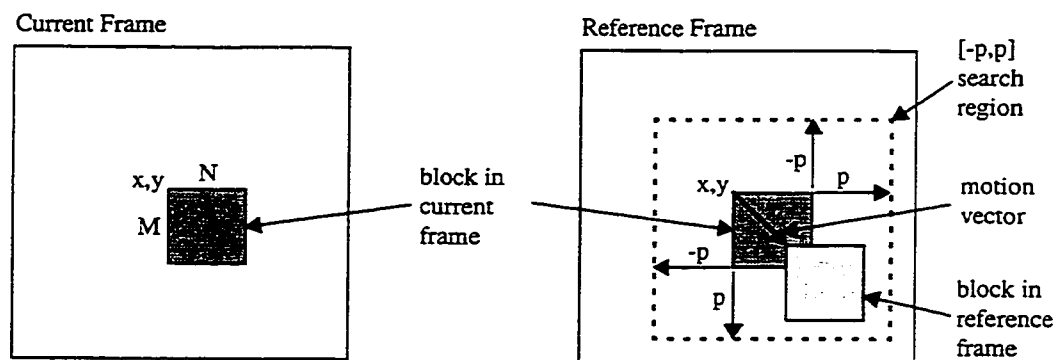 Current Frame
x,y
N
M
block in
current
frame
Reference Frame
[-p,p]
search
region
-p
p
x,y
-p
p
motion
vector
block in
reference
frame